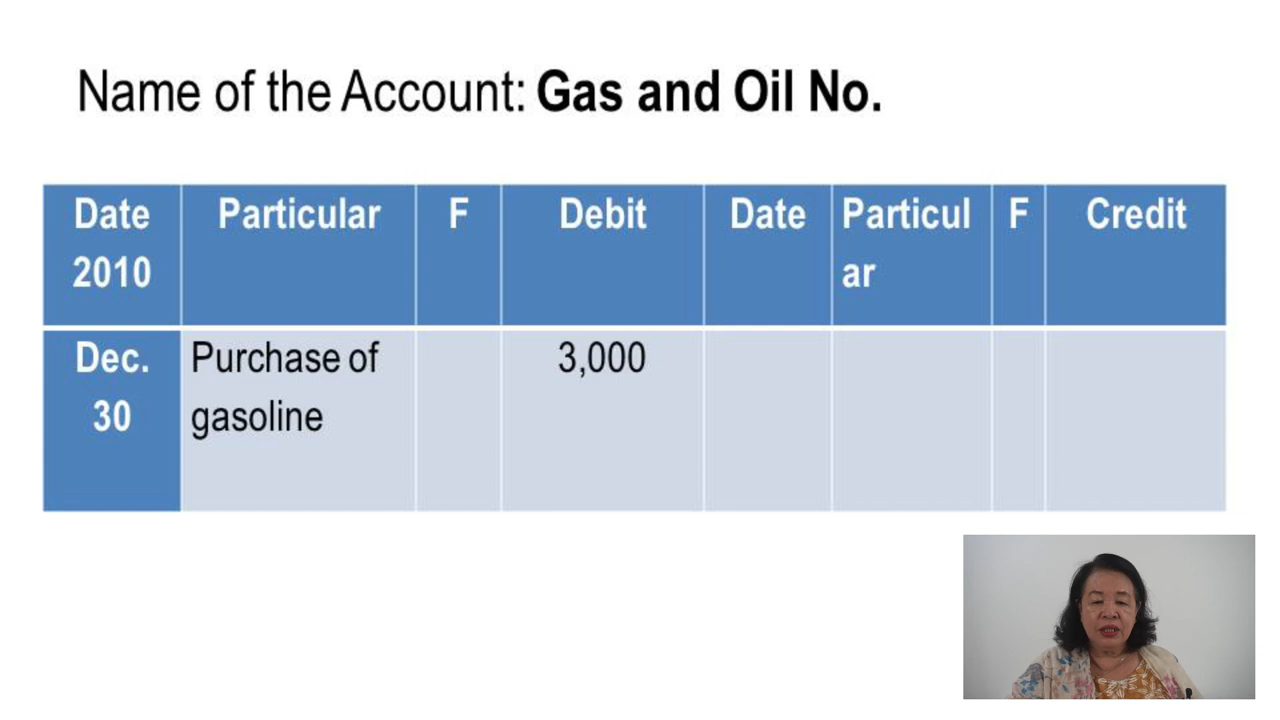 Name of the Account: Gas and Oil No.
Date Particular F Debit Date Particul F Credit
2010 ar
Dec. Purchase of 3,000
30 gasoline